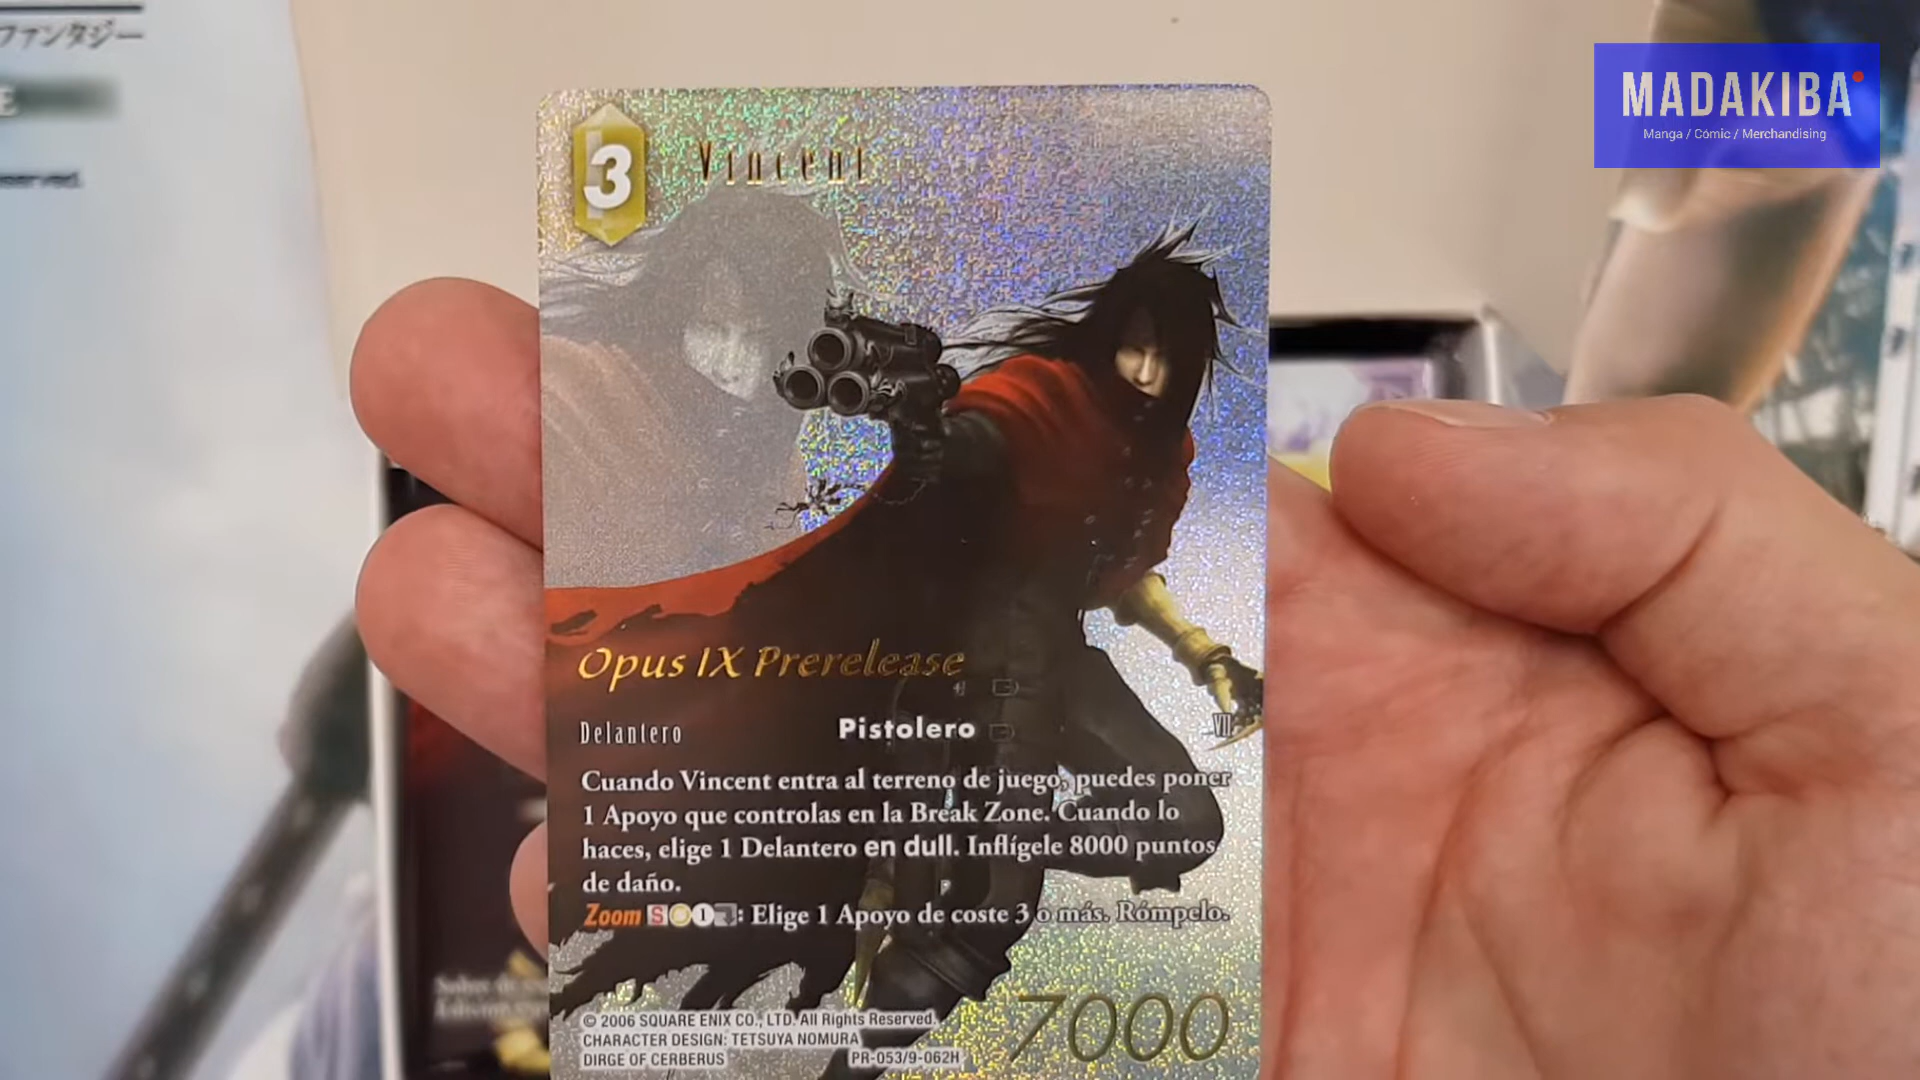 ファンタジー
MADAKIBA
Manga / Cómic / Merchandising
3
Vincent
Opus IX Prerelease
Delantero
Pistolero
VII
Cuando Vincent entra al terreno de juego, puedes poner
1 Apoyo que controlas en la Break Zone. Cuando lo
haces, elige 1 Delantero en dull. Inflígele 8000 puntos
de daño.
Zoom S 1 : Elige 1 Apoyo de coste 3 o más. Rómpelo.
7000
© 2006 SQUARE ENIX CO., LTD. All Rights Reserved.
CHARACTER DESIGN: TETSUYA NOMURA
DIRGE OF CERBERUS
PR-053/9-062H